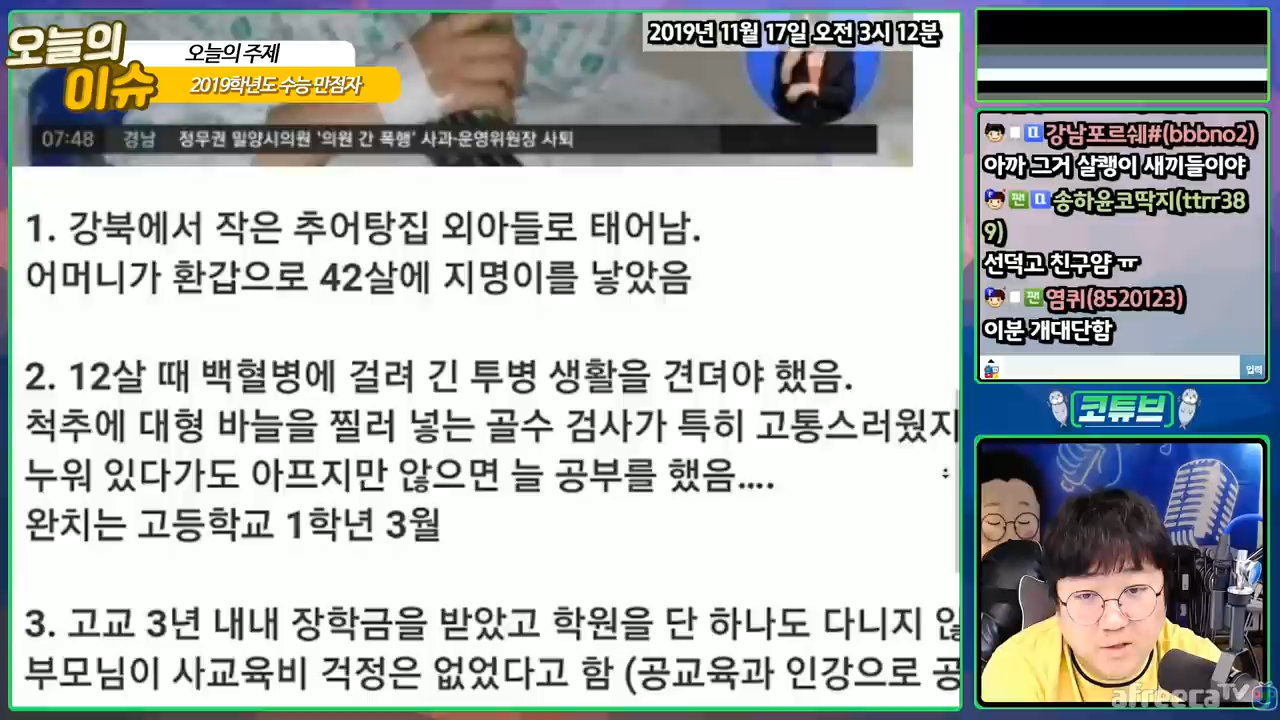 오늘의
이슈
오늘의 주제
2019학년도 수능 만점자
2019년 11월 17일 오전 3시 12분
07:48 경남 정무권 밀양시의원 '의원 간 폭행' 사과-운영위원장 사퇴
1. 강북에서 작은 추어탕집 외아들로 태어남.
어머니가 환갑으로 42살에 지명이를 낳았음
2. 12살 때 백혈병에 걸려 긴 투병 생활을 견뎌야 했음.
척추에 대형 바늘을 찔러 넣는 골수 검사가 특히 고통스러웠지
누워 있다가도 아프지만 않으면 늘 공부를 했음....
완치는 고등학교 1학년 3월
3. 고교 3년 내내 장학금을 받았고 학원을 단 하나도 다니지 않
부모님이 사교육비 걱정은 없었다고 함 (공교육과 인강으로 공
강남포르쉐#(bbbno2)
아까 그거 살쾡이 새끼들이야
짼 송하윤코딱지(ttrr38
9)
선덕고 친구얌 ㅠ
짼 염퀴(8520123)
이분 개대단함
입력
코튜브
afreecaTV